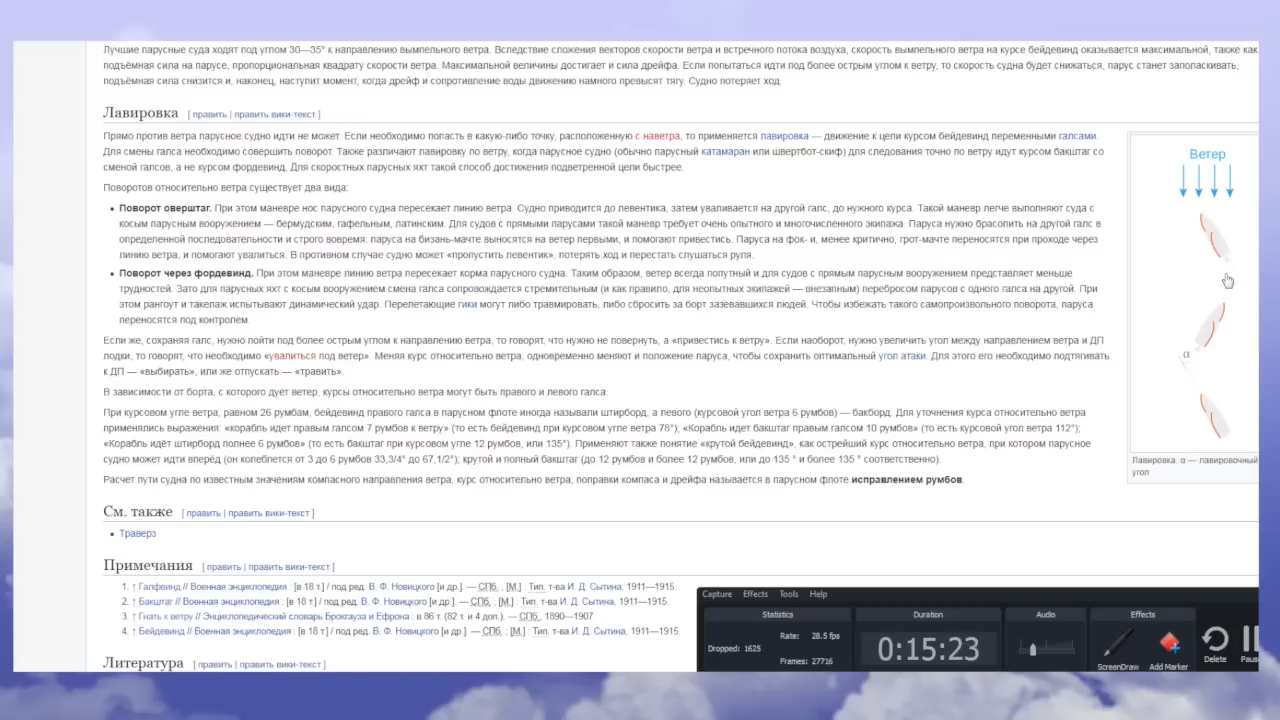 Лучшие парусные суда ходят под углом 30—35° к направлению вымпельного ветра. Вследствие сложения векторов скорости ветра и встречного потока воздуха, скорость вымпельного ветра на курсе бейдевинд оказывается максимальной, также как
подъёмная сила на парусе, пропорциональная квадрату скорости ветра. Максимальной величины достигает и сила дрейфа. Если попытаться идти под более острым углом к ветру, то скорость судна будет снижаться, парус станет заполаскивать,
подъёмная сила снизится и, наконец, наступит момент, когда дрейф и сопротивление воды движению намного превысят тягу. Судно потеряет ход.
Лавировка [ править | править вики-текст ]
Прямо против ветра парусное судно идти не может. Если необходимо попасть в какую-либо точку, расположенную с наветра, то применяется лавировка — движение к цели курсом бейдевинд переменными галсами.
Для смены галса необходимо совершить поворот. Также различают лавировку по ветру, когда парусное судно (обычно парусный катамаран или швертбот-скиф) для следования точно по ветру идут курсом бакштаг со
сменой галсов, а не курсом фордевинд. Для скоростных парусных яхт такой способ достижения подветренной цели быстрее.
Поворотов относительно ветра существует два вида:
• Поворот оверштаг. При этом маневре нос парусного судна пересекает линию ветра. Судно приводится до левентика, затем уваливается на другой галс, до нужного курса. Такой маневр легче выполняют суда с
косым парусным вооружением — бермудским, гафельным, латинским. Для судов с прямыми парусами такой маневр требует очень опытного и многочисленного экипажа. Паруса нужно брасопить на другой галс в
определенной последовательности и строго вовремя: паруса на бизань-мачте выносятся на ветер первыми, и помогают привестись. Паруса на фок- и, менее критично, грот-мачте переносятся при проходе через
линию ветра, и помогают увалиться. В противном случае судно может «пропустить левентик», потерять ход и перестать слушаться руля.
• Поворот через фордевинд. При этом маневре линию ветра пересекает корма парусного судна. Таким образом, ветер всегда попутный и для судов с прямым парусным вооружением представляет меньше
трудностей. Зато для парусных яхт с косым вооружением смена галса сопровождается стремительным (и как правило, для неопытных экипажей — внезапным) перебросом парусов с одного галса на другой. При
этом рангоут и такелаж испытывают динамический удар. Перелетающие гики могут либо травмировать, либо сбросить за борт зазевавшихся людей. Чтобы избежать такого самопроизвольного поворота, паруса
переносятся под контролем.
Если же, сохраняя галс, нужно пойти под более острым углом к направлению ветра, то говорят, что нужно не повернуть, а «привестись к ветру». Если наоборот, нужно увеличить угол между направлением ветра и ДП
лодки, то говорят, что необходимо «увалиться под ветер». Меняя курс относительно ветра, одновременно меняют и положение паруса, чтобы сохранить оптимальный угол атаки. Для этого его необходимо подтягивать
к ДП — «выбирать», или же отпускать — «травить».
В зависимости от борта, с которого дует ветер, курсы относительно ветра могут быть правого и левого галса.
При курсовом угле ветра, равном 26 румбам, бейдевинд правого галса в парусном флоте иногда называли штирборд, а левого (курсовой угол ветра 6 румбов) — бакборд. Для уточнения курса относительно ветра
применялись выражения: «корабль идет правым галсом 7 румбов к ветру» (то есть бейдевинд при курсовом угле ветра 78°); «Корабль идет бакштаг правым галсом 10 румбов» (то есть курсовой угол ветра 112°);
«Корабль идёт штирборд полнее 6 румбов» (то есть бакштаг при курсовом угле 12 румбов, или 135°). Применяют также понятие «крутой бейдевинд», как острейший курс относительно ветра, при котором парусное
судно может идти вперёд (он колеблется от 3 до 6 румбов 33,3/4° до 67,1/2°); крутой и полный бакштаг (до 12 румбов и более 12 румбов, или до 135 ° и более 135 ° соответственно).
Расчет пути судна по известным значениям компасного направления ветра, курс относительно ветра, поправки компаса и дрейфа называется в парусном флоте исправлением румбов.
Ветер
α
Лавировка. α — лавировочный
угол
См. также [ править | править вики-текст ]
• Траверз
Примечания [ править | править вики-текст ]
1. ↑ Галфвинд // Военная энциклопедия : [в 18 т.] / под ред. В. Ф. Новицкого [и др.]. — СПб. ; [М.] : Тип. т-ва И. Д. Сытина, 1911—1915.
2. ↑ Бакштаг // Военная энциклопедия : [в 18 т.] / под ред. В. Ф. Новицкого [и др.]. — СПб. ; [М.] : Тип. т-ва И. Д. Сытина, 1911—1915.
3. ↑ Гнать к ветру // Энциклопедический словарь Брокгауза и Ефрона : в 86 т. (82 т. и 4 доп.). — СПб., 1890—1907.
4. ↑ Бейдевинд // Военная энциклопедия : [в 18 т.] / под ред. В. Ф. Новицкого [и др.]. — СПб. ; [М.] : Тип. т-ва И. Д. Сытина, 1911—1915.
Литература [ править | править вики-текст ]
Capture Effects Tools Help
Statistics Duration Audio Effects
Rate: 28.5 fps
Dropped: 1625
Frames: 27716
0:15:23
ScreenDraw Add Marker Delete Paus